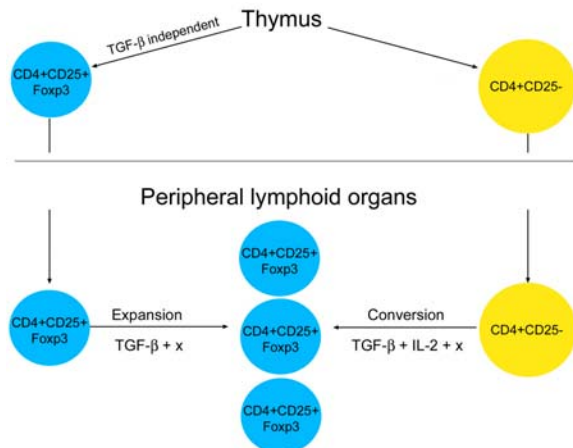 Thymus
TGF-β independent
CD4+CD25+
Foxp3
CD4+CD25-
Peripheral lymphoid organs
CD4+CD25+
Foxp3
CD4+CD25+
Foxp3
Expansion
TGF-β + x
CD4+CD25+
Foxp3
Conversion
TGF-β + IL-2 + x
CD4+CD25-
CD4+CD25+
Foxp3